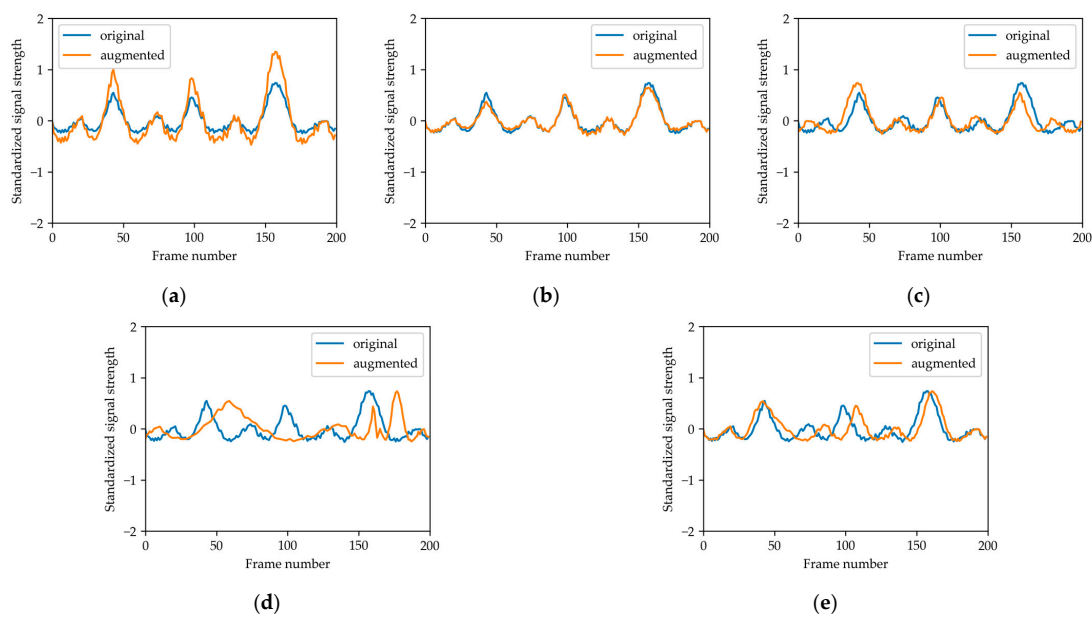 2
1
0
−1
−2
Standardized signal strength
original
augmented
0 50 100 150 200
Frame number
(a)
2
1
0
−1
−2
Standardized signal strength
original
augmented
0 50 100 150 200
Frame number
(b)
2
1
0
−1
−2
Standardized signal strength
original
augmented
0 50 100 150 200
Frame number
(c)
2
1
0
−1
−2
Standardized signal strength
original
augmented
0 50 100 150 200
Frame number
(d)
2
1
0
−1
−2
Standardized signal strength
original
augmented
0 50 100 150 200
Frame number
(e)